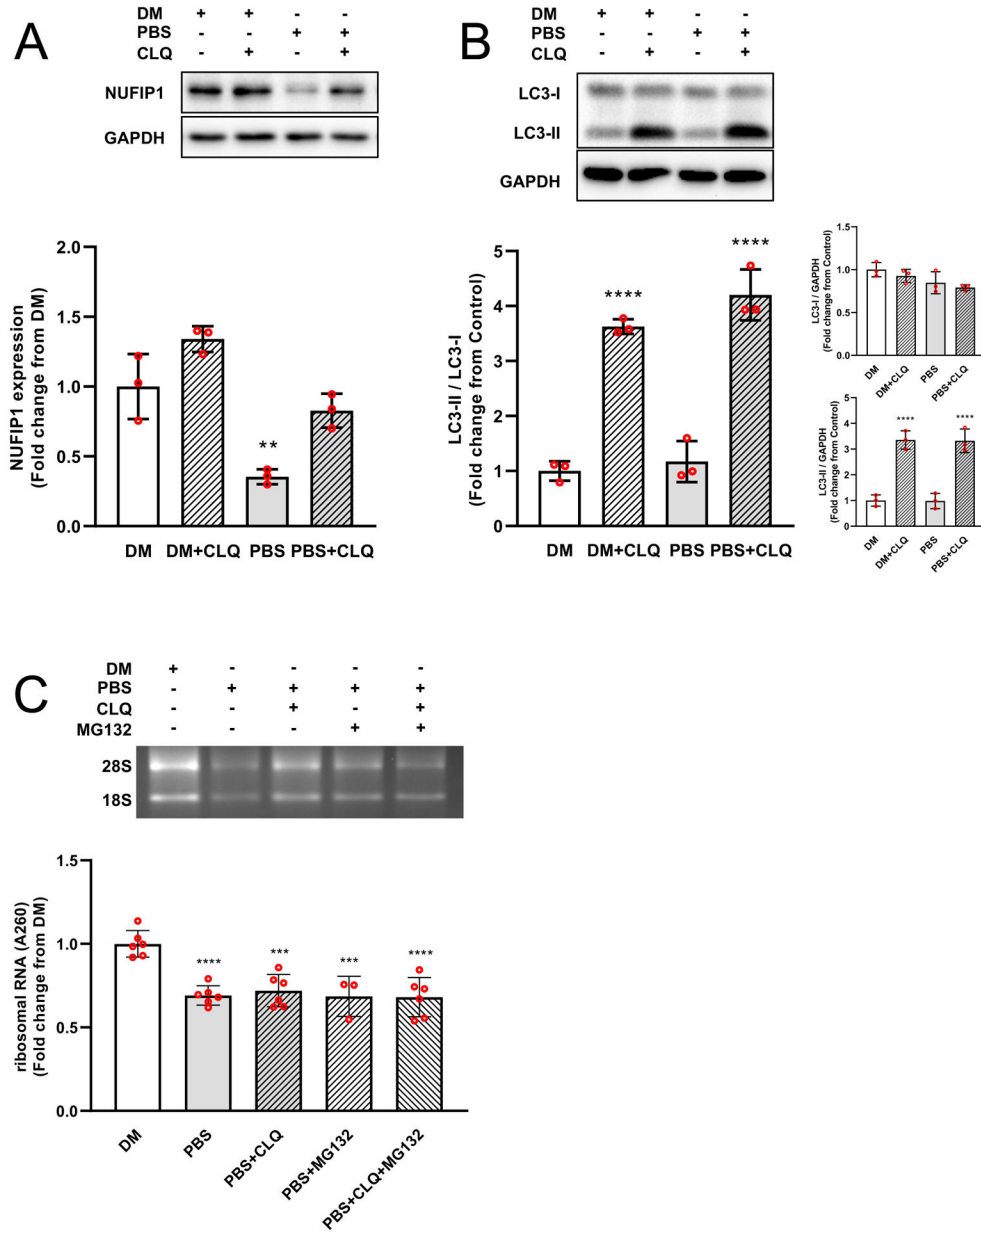 A
DM + + - -
PBS - - + +
CLQ - + - +
NUFIP1
GAPDH
NUFIP1 expression
(Fold change from DM)
2.0
1.5
1.0
0.5
0.0
**
DM DM+CLQ PBS PBS+CLQ
B
DM + + - -
PBS - - + +
CLQ - + - +
LC3-I
LC3-II
GAPDH
LC3-II / LC3-I
(Fold change from Control)
5
4
3
2
1
0
****
****
DM DM+CLQ PBS PBS+CLQ
LC3-I / GAPDH
(Fold change from Control)
1.5
1.0
0.5
0.0
DM DM+CLQ PBS PBS+CLQ
LC3-II / GAPDH
(Fold change from Control)
5
4
3
2
1
0
**** ****
DM DM+CLQ PBS PBS+CLQ
C
DM + - - - -
PBS - + + + +
CLQ - - + - +
MG132 - - - + +
28S
18S
ribosomal RNA (A260)
(Fold change from DM)
1.5
1.0
0.5
0.0
**** *** *** ****
DM PBS PBS+CLQ PBS+MG132 PBS+CLQ+MG132